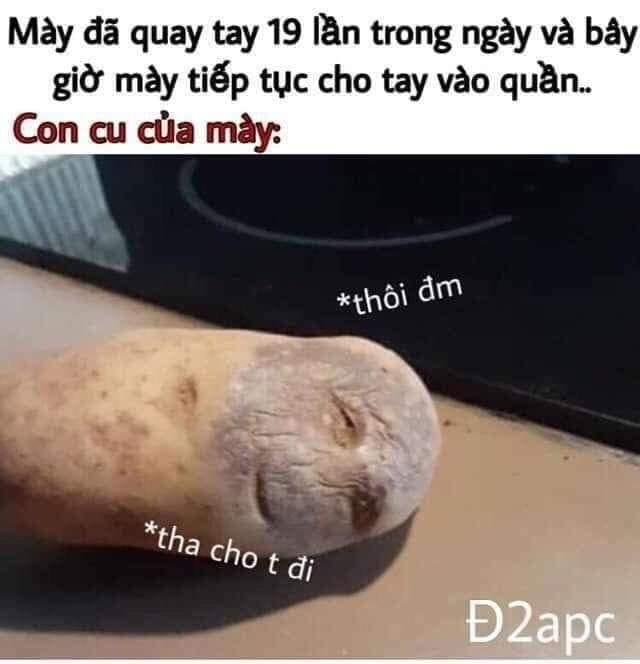 Mày đã quay tay 19 lần trong ngày và bây
giờ mày tiếp tục cho tay vào quần..
Con cu của mày:
*thôi đm
*tha cho t đi
Đ2apc